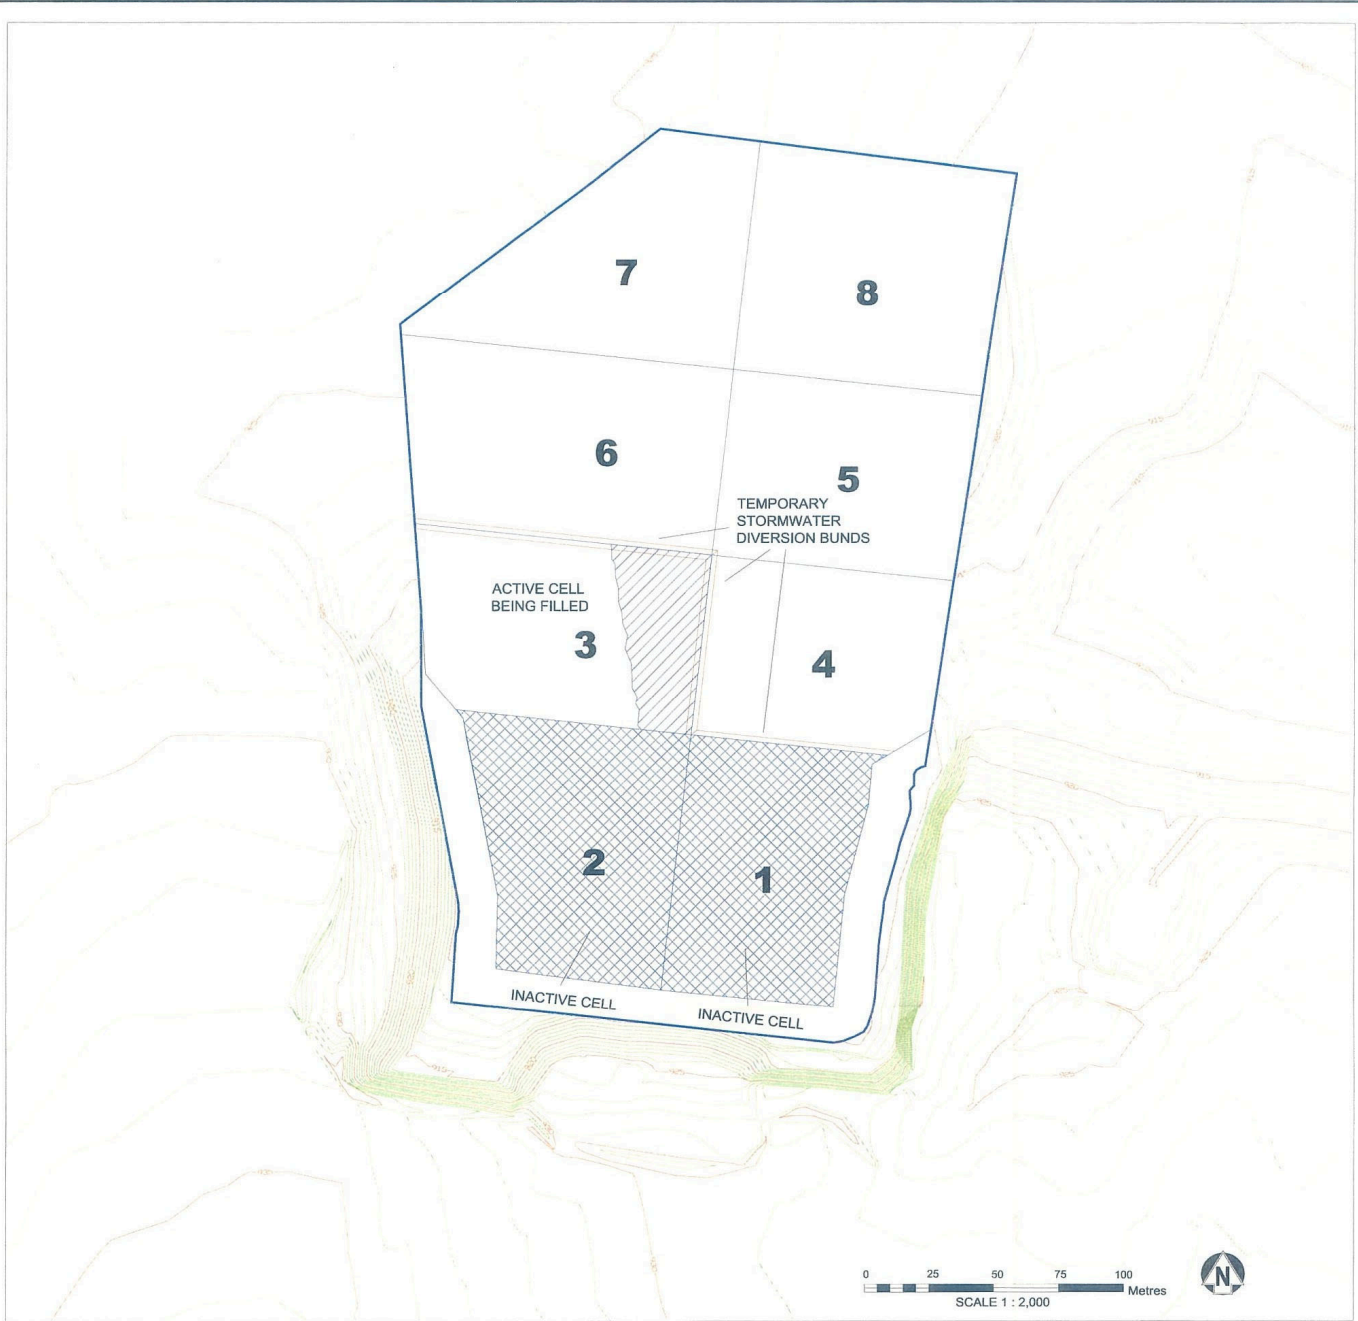 7
8
6
5
TEMPORARY
STORMWATER
DIVERSION BUNDS
ACTIVE CELL
BEING FILLED
3
4
2
1
INACTIVE CELL
INACTIVE CELL
0 25 50 75 100
Metres
SCALE 1 : 2,000
N